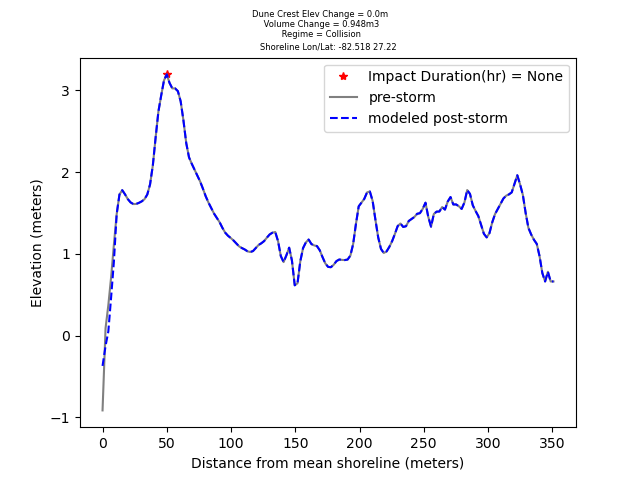 Dune Crest Elev Change = 0.0m
Volume Change = 0.948m3
Regime = Collision
Shoreline Lon/Lat: -82.518 27.22
Impact Duration(hr) = None
pre-storm
modeled post-storm
Elevation (meters)
3
2
1
0
−1
0 50 100 150 200 250 300 350
Distance from mean shoreline (meters)